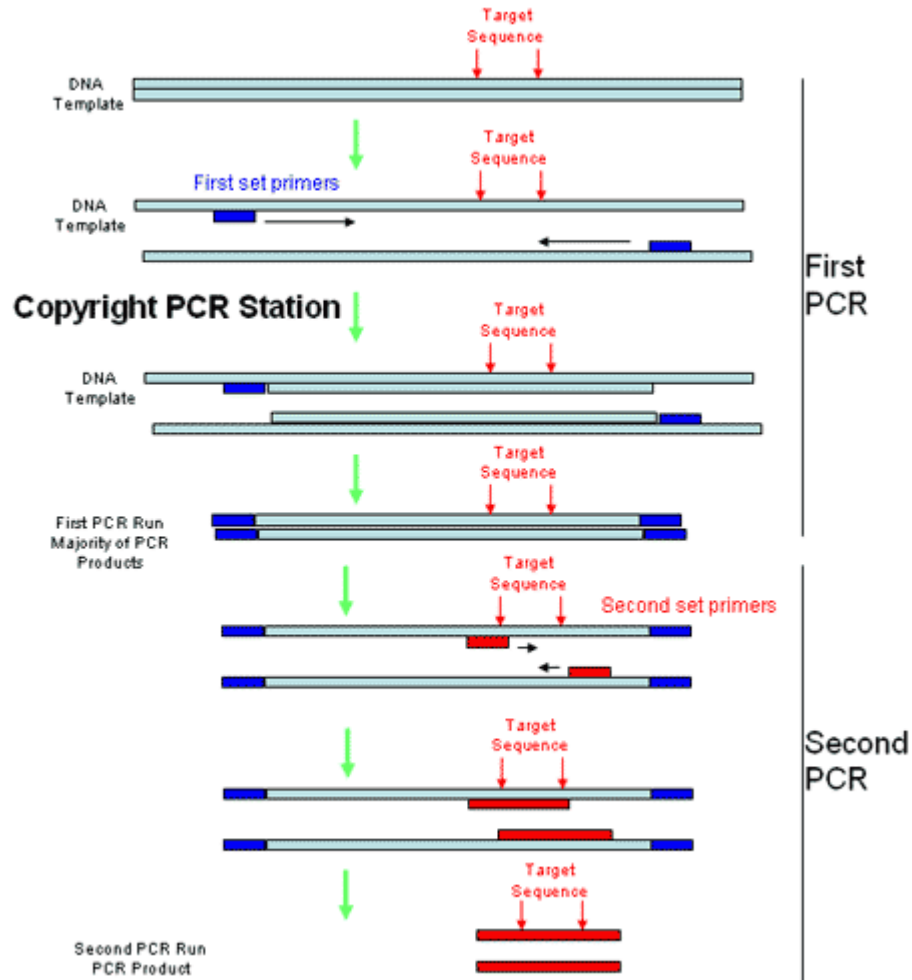 Target
Sequence
DNA
Template
Target
Sequence
First set primers
DNA
Template
First
PCR
Copyright PCR Station
Target
Sequence
DNA
Template
Target
Sequence
First PCR Run
Majority of PCR
Products
Target
Sequence
Second set primers
Target
Sequence
Second
PCR
Target
Sequence
Second PCR Run
PCR Product